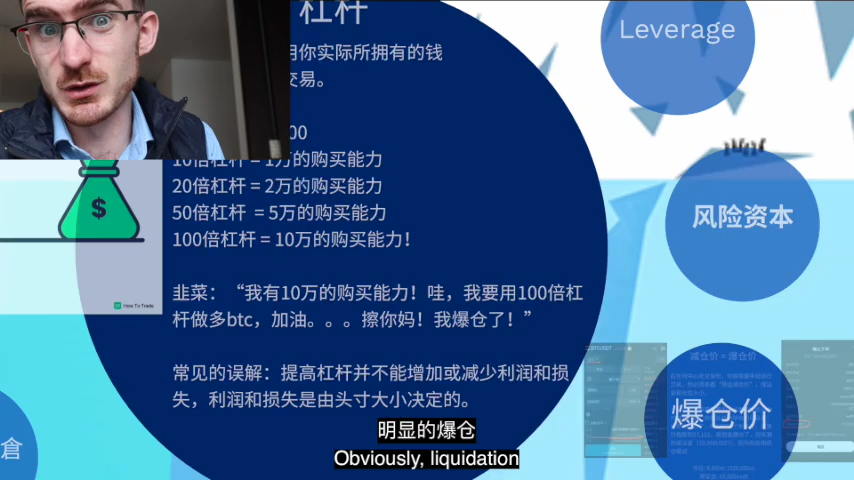 杠杆
Leverage
用你实际所拥有的钱
交易。
00
10倍杠杆 = 1万的购买能力
20倍杠杆 = 2万的购买能力
50倍杠杆 = 5万的购买能力
100倍杠杆 = 10万的购买能力！
$
How To Trade
风险资本
韭菜：“我有10万的购买能力！哇，我要用100倍杠
杆做多btc，加油。。。擦你妈！我爆仓了！”
减仓价 = 爆仓价
爆仓价
常见的误解：提高杠杆并不能增加或减少利润和损
失，利润和损失是由头寸大小决定的。
倉
明显的爆仓
Obviously, liquidation